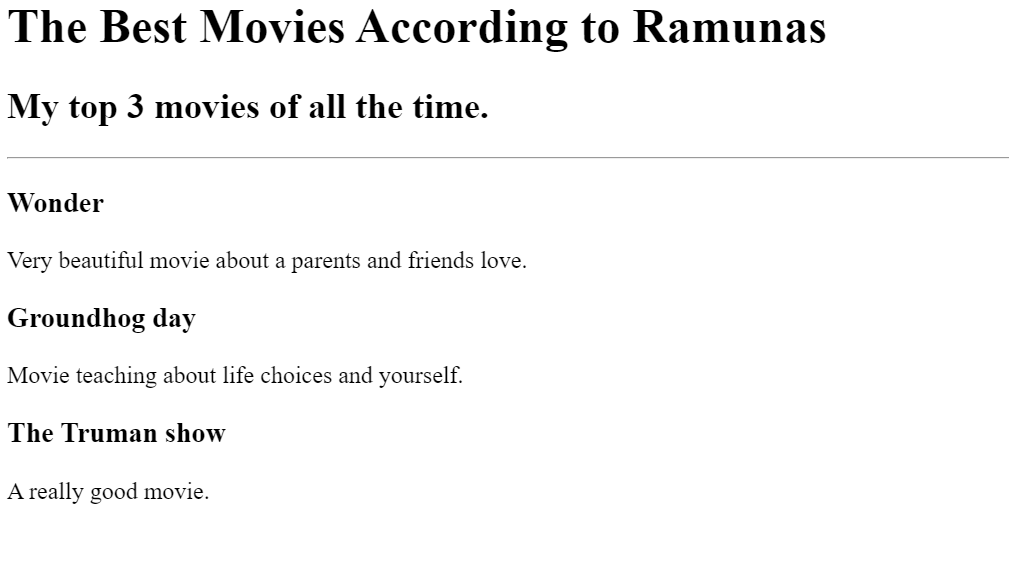 The Best Movies According to Ramunas
My top 3 movies of all the time.
Wonder
Very beautiful movie about a parents and friends love.
Groundhog day
Movie teaching about life choices and yourself.
The Truman show
A really good movie.